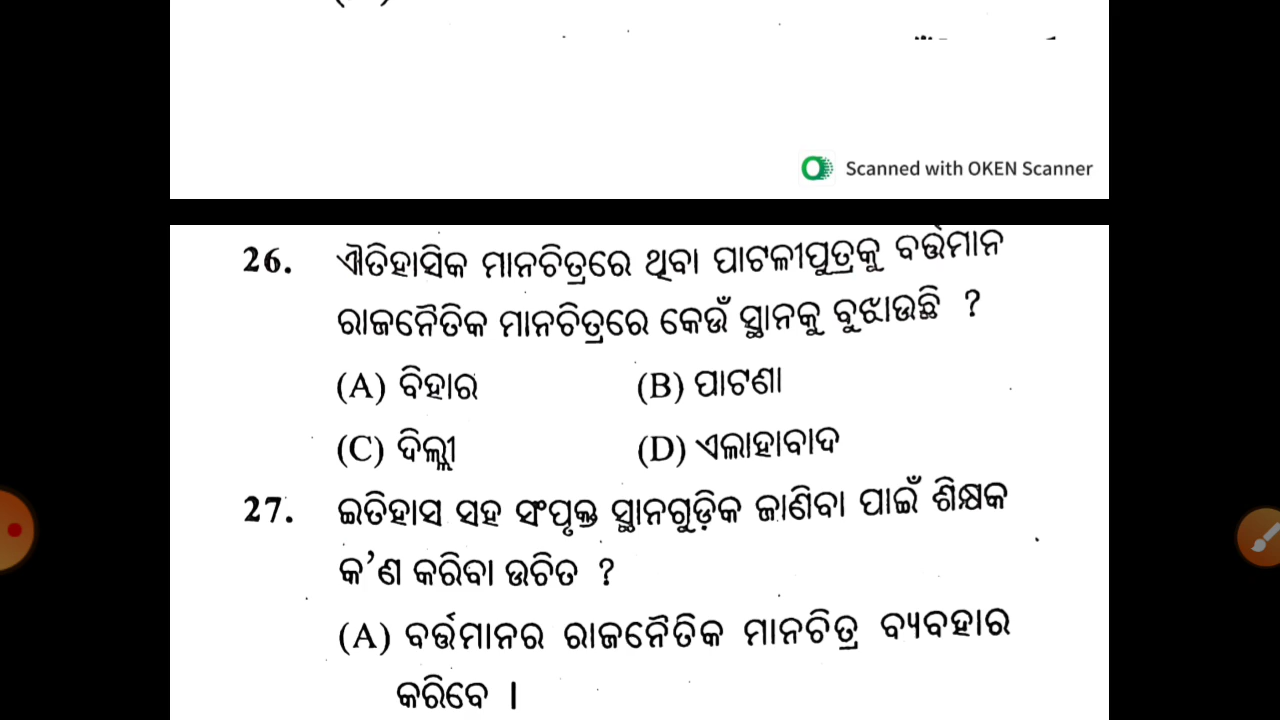 Scanned with OKEN Scanner
26. ଐତିହାସିକ ମାନଚିତ୍ରରେ ଥିବା ପାଟଳୀପୁତ୍ରକୁ ବର୍ତ୍ତମାନ
ରାଜନୈତିକ ମାନଚିତ୍ରରେ କେଉଁ ସ୍ଥାନକୁ ବୁଝାଉଛି ?
(A) ବିହାର (B) ପାଟଣା
(C) ଦିଲ୍ଲୀ (D) ଏଲାହାବାଦ
27. ଇତିହାସ ସହ ସଂପୃକ୍ତ ସ୍ଥାନଗୁଡ଼ିକ ଜାଣିବା ପାଇଁ ଶିକ୍ଷକ
କ'ଣ କରିବା ଉଚିତ ?
(A) ବର୍ତ୍ତମାନର ରାଜନୈତିକ ମାନଚିତ୍ର ବ୍ୟବହାର
କରିବେ ।